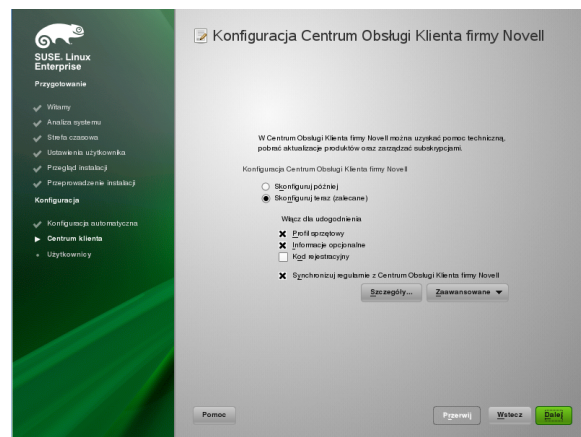 SUSE. Linux
Enterprise
Przygotowanie
Witamy
Analiza systemu
Strefa czasowa
Ustawienia użytkownika
Przegląd instalacji
Przeprowadzenie instalacji
Konfiguracja
Konfiguracja automatyczna
Centrum klienta
Użytkownicy
Konfiguracja Centrum Obsługi Klienta firmy Novell
W Centrum Obsługi Klienta firmy Novell można uzyskać pomoc techniczną,
pobrać aktualizacje produktów oraz zarządzać subskrypcjami.
Konfiguracja Centrum Obsługi Klienta firmy Novell
Skonfiguruj później
Skonfiguruj teraz (zalecane)
Włącz dla udogodnienia
Profil sprzętowy
Informacje opcjonalne
Kod rejestracyjny
Synchronizuj regularnie z Centrum Obsługi Klienta firmy Novell
Szczegóły... Zaawansowane
Pomoc Przerwij Wstecz Dalej